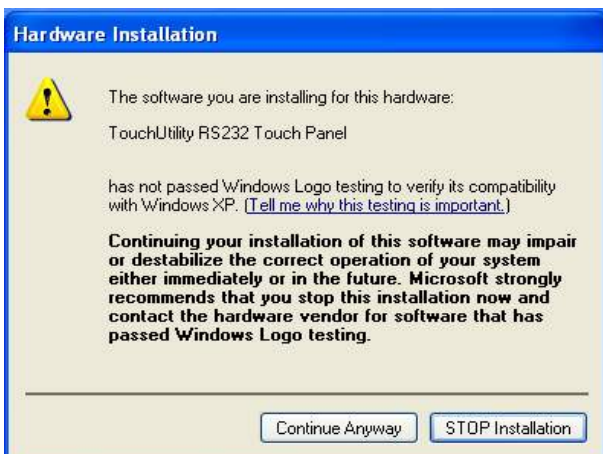 Hardware Installation
The software you are installing for this hardware:
TouchUtility RS232 Touch Panel
has not passed Windows Logo testing to verify its compatibility
with Windows XP. (Tell me why this testing is important.)
Continuing your installation of this software may impair
or destabilize the correct operation of your system
either immediately or in the future. Microsoft strongly
recommends that you stop this installation now and
contact the hardware vendor for software that has
passed Windows Logo testing.
Continue Anyway STOP Installation